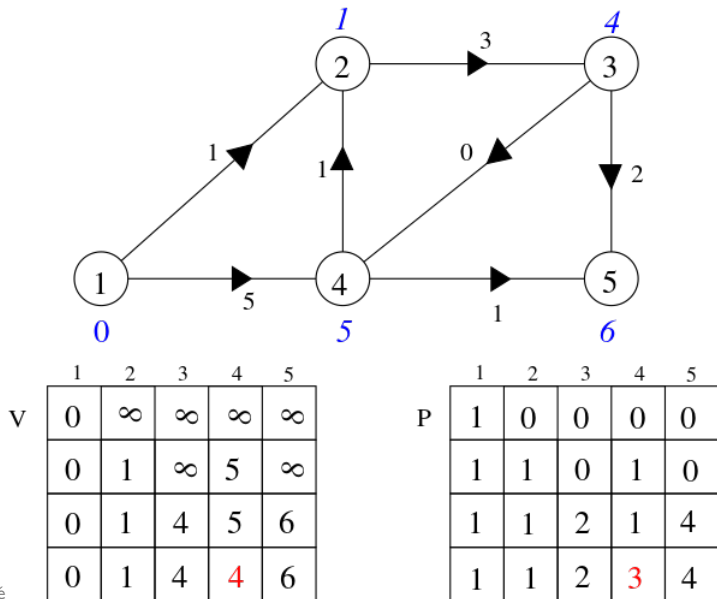 1 4
2 3 3
1 0 1 2
1 5 4 1 5
0 5 6
1 2 3 4 5 1 2 3 4 5
V 0 ∞ ∞ ∞ ∞ P 1 0 0 0 0
0 1 ∞ 5 ∞ 1 1 0 1 0
0 1 4 5 6 1 1 2 1 4
é 0 1 4 4 6 1 1 2 3 4